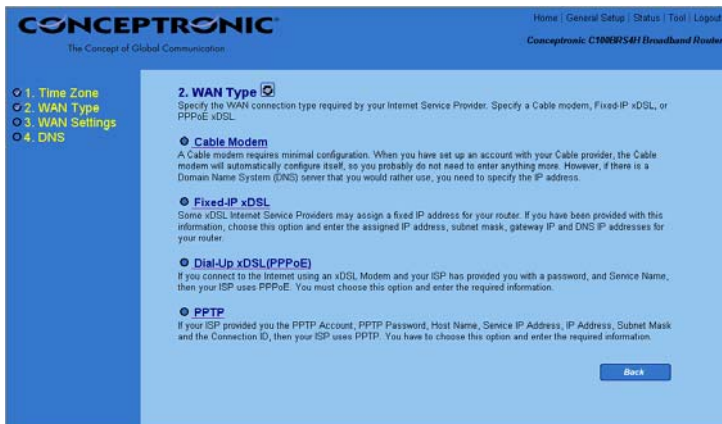 CONCEPTRONIC
The Concept of Global Communication
Home | General Setup | Status | Tool | Logout
Conceptronic C100BRS4H Broadband Router
1. Time Zone
2. WAN Type
3. WAN Settings
4. DNS
2. WAN Type
Specify the WAN connection type required by your Internet Service Provider. Specify a Cable modem, Fixed-IP xDSL, or
PPPoE xDSL.
Cable Modem
A Cable modem requires minimal configuration. When you have set up an account with your Cable provider, the Cable
modem will automatically configure itself, so you probably do not need to enter anything more. However, if there is a
Domain Name System (DNS) server that you would rather use, you need to specify the IP address.
Fixed-IP xDSL
Some xDSL Internet Service Providers may assign a fixed IP address for your router. If you have been provided with this
information, choose this option and enter the assigned IP address, subnet mask, gateway IP and DNS IP addresses for
your router.
Dial-Up xDSL(PPPoE)
If you connect to the Internet using an xDSL Modem and your ISP has provided you with a password, and Service Name,
then your ISP uses PPPoE. You must choose this option and enter the required information.
PPTP
If your ISP provided you the PPTP Account, PPTP Password, Host Name, Service IP Address, IP Address, Subnet Mask
and the Connection ID, then your ISP uses PPTP. You have to choose this option and enter the required information.
Back